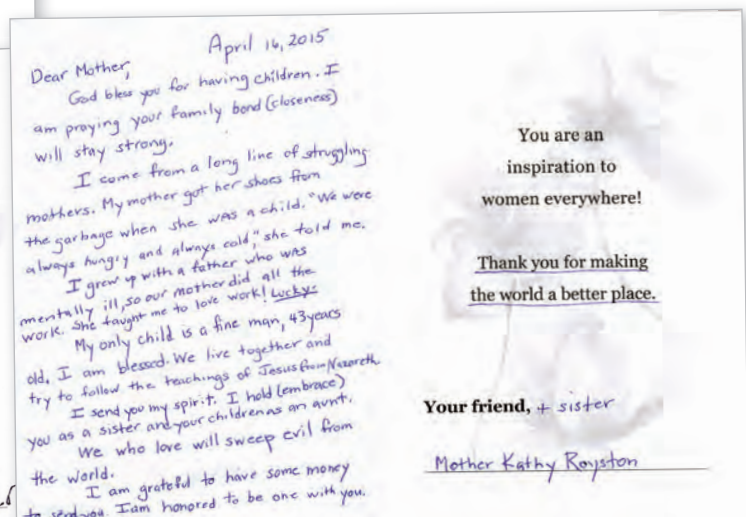 April 16, 2015
Dear Mother,
God bless you for having children. I
am praying your family bond (closeness)
will stay strong.
I come from a long line of struggling
mothers. My mother got her shoes from
the garbage when she was a child. "We were
always hungry and always cold," she told me.
I grew up with a father who was
mentally ill, so our mother did all the
work. She taught me to love work! Lucky:
My only child is a fine man, 43 years
old. I am blessed. We live together and
try to follow the teachings of Jesus from Nazareth.
I send you my spirit. I hold (embrace)
you as a sister and your children as an aunt.
We who love will sweep evil from
the world.
I am grateful to have some money
to send you. I am honored to be one with you.
You are an
inspiration to
women everywhere!
Thank you for making
the world a better place.
Your friend, + sister
Mother Kathy Royston